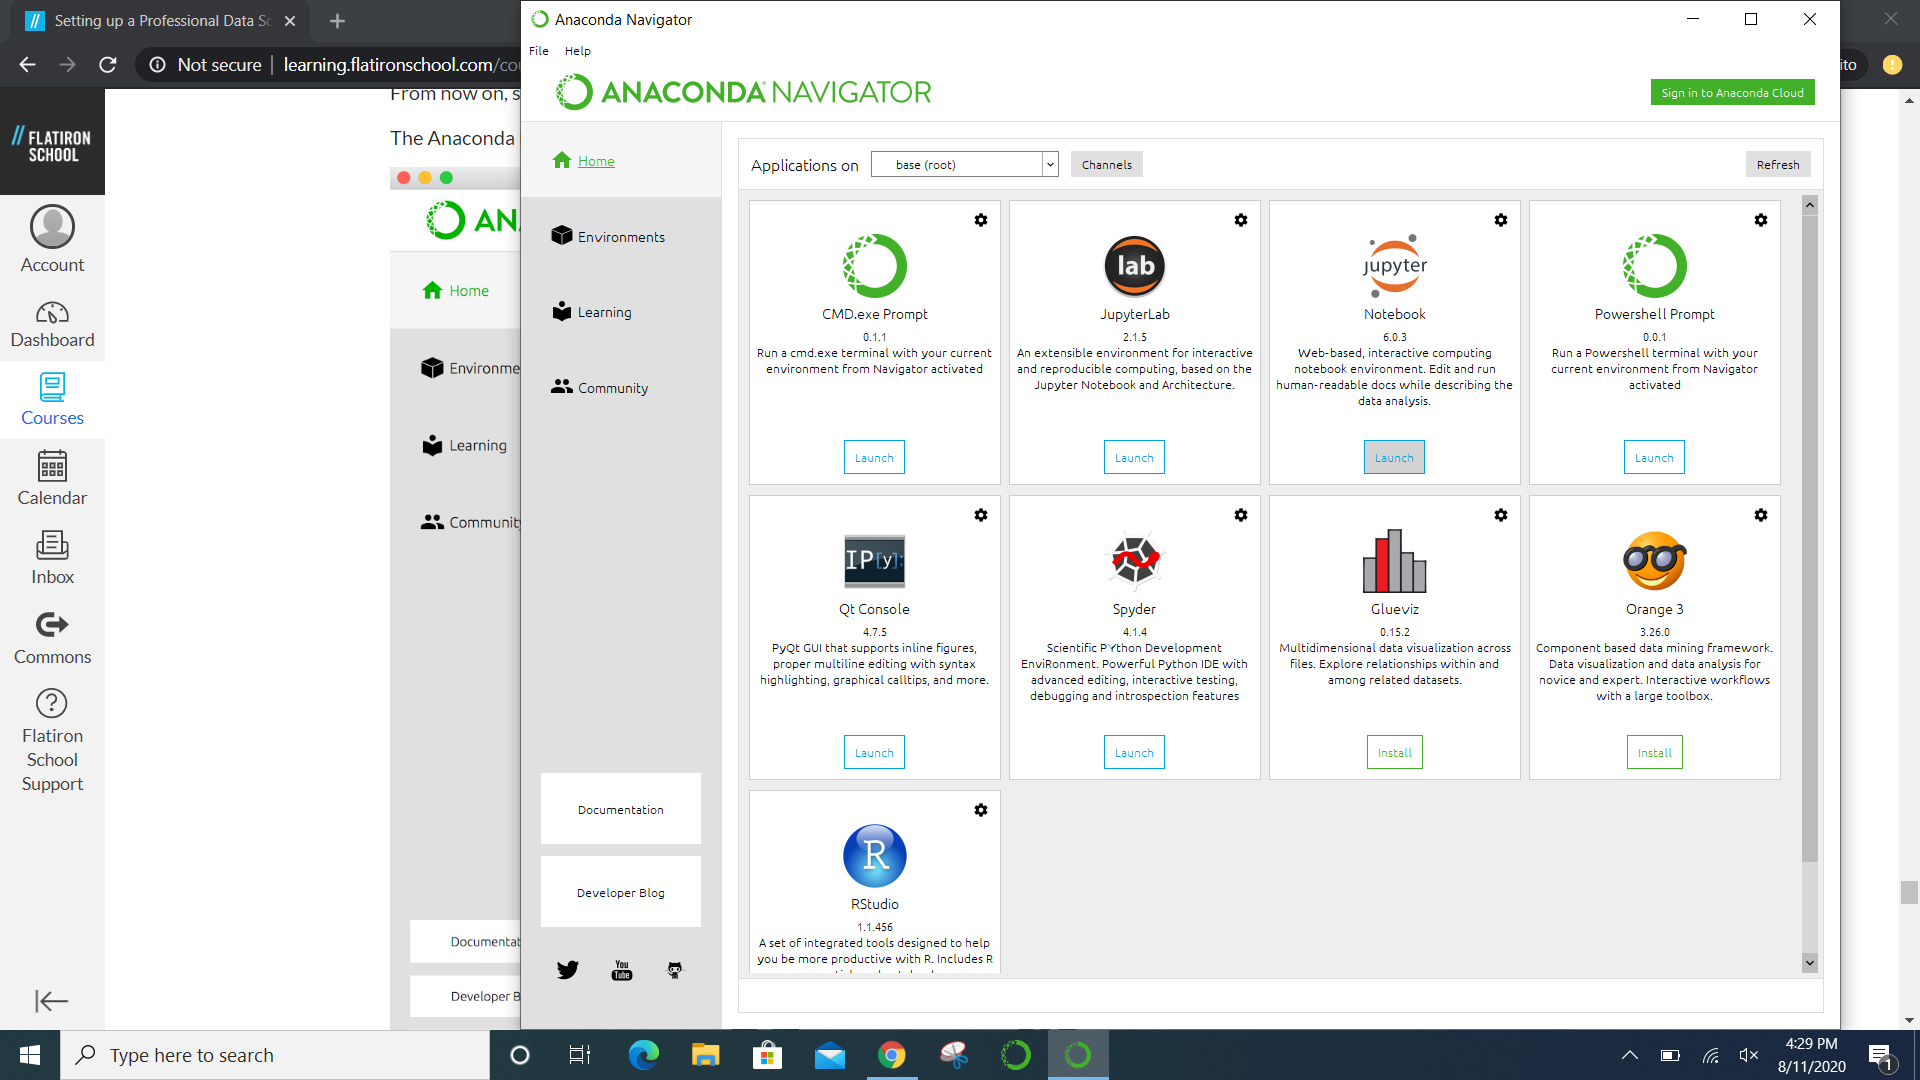 Setting up a Professional Data Sc
Not secure
learning.flatironschool.com/cou
ito
From now on, s
The Anaconda
// FLATIRON
SCHOOL
Account
Dashboard
Courses
Calendar
Inbox
Commons
Flatiron
School
Support
ANA
Home
Environme
Learning
Community
Documentat
Developer B
Anaconda Navigator
File
Help
ANACONDA NAVIGATOR
Sign in to Anaconda Cloud
Home
Environments
Learning
Community
Documentation
Developer Blog
You
Tube
Applications on
base (root)
Channels
Refresh
CMD.exe Prompt
0.1.1
Run a cmd.exe terminal with your current
environment from Navigator activated
Launch
lab
JupyterLab
2.1.5
An extensible environment for interactive
and reproducible computing, based on the
Jupyter Notebook and Architecture.
Launch
jupyter
Notebook
6.0.3
Web-based, interactive computing
notebook environment. Edit and run
human-readable docs while describing the
data analysis.
Launch
Powershell Prompt
0.0.1
Run a Powershell terminal with your
current environment from Navigator
activated
Launch
IP[y]:
Qt Console
4.7.5
PyQt GUI that supports inline figures,
proper multiline editing with syntax
highlighting, graphical calltips, and more.
Launch
Spyder
4.1.4
Scientific PYthon Development
EnviRonment. Powerful Python IDE with
advanced editing, interactive testing,
debugging and introspection features
Launch
Glueviz
0.15.2
Multidimensional data visualization across
files. Explore relationships within and
among related datasets.
Install
Orange 3
3.26.0
Component based data mining framework.
Data visualization and data analysis for
novice and expert. Interactive workflows
with a large toolbox.
Install
R
RStudio
1.1.456
A set of integrated tools designed to help
you be more productive with R. Includes R
Type here to search
4:29 PM
8/11/2020
1